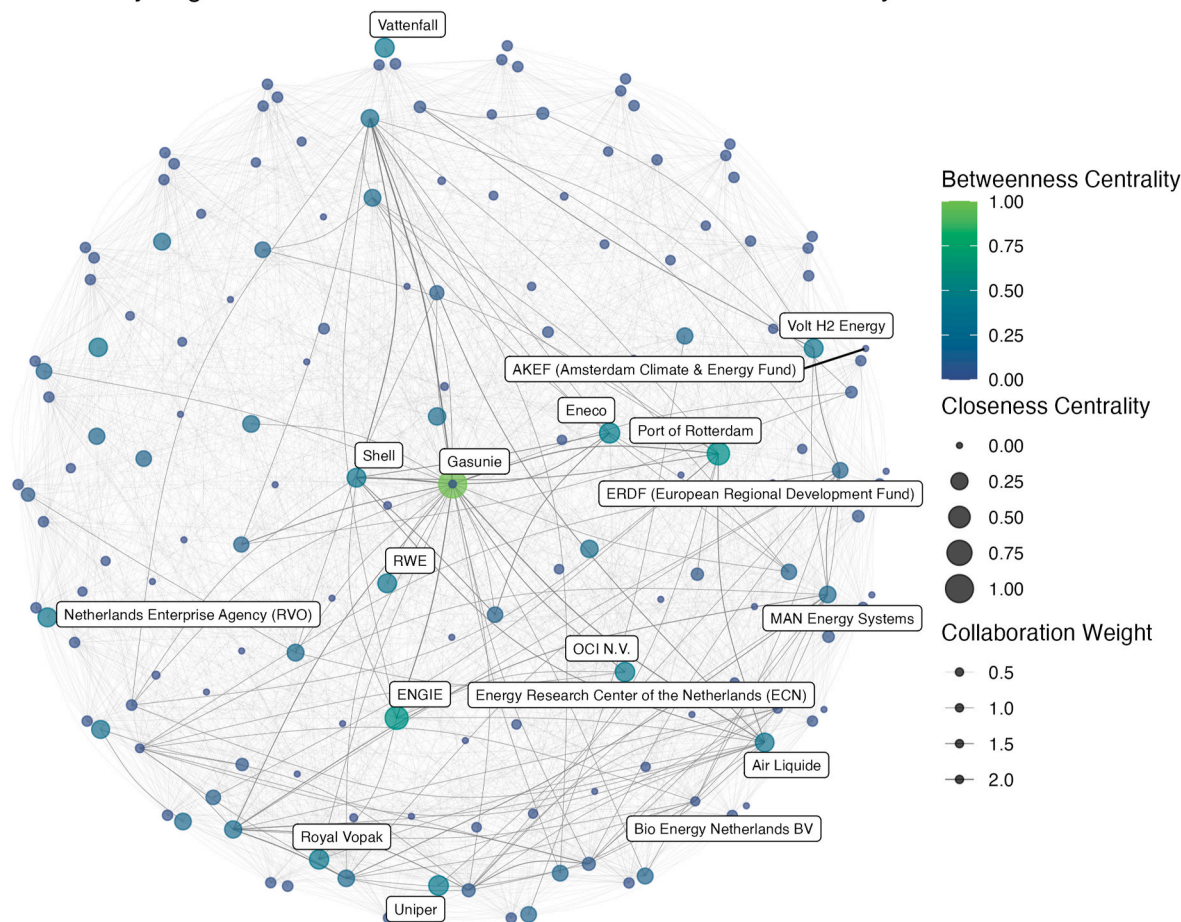 Vattenfall
Volt H2 Energy
AKEF (Amsterdam Climate & Energy Fund)
Eneco
Port of Rotterdam
Shell
Gasunie
ERDF (European Regional Development Fund)
RWE
Netherlands Enterprise Agency (RVO)
MAN Energy Systems
OCI N.V.
ENGIE
Energy Research Center of the Netherlands (ECN)
Air Liquide
Bio Energy Netherlands BV
Royal Vopak
Uniper
Betweenness Centrality
1.00
0.75
0.50
0.25
0.00
Closeness Centrality
0.00
0.25
0.50
0.75
1.00
Collaboration Weight
0.5
1.0
1.5
2.0